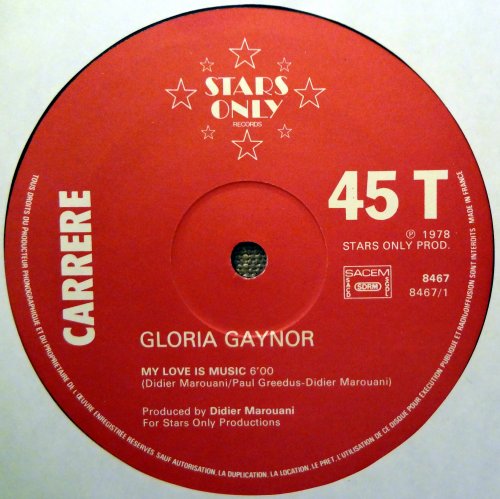 STARS
ONLY
RECORDS
CARRERE
45 T
℗ 1978
STARS ONLY PROD.
SACEM
SDRM
8467
8467/1
GLORIA GAYNOR
MY LOVE IS MUSIC 6'00
(Didier Marouani/Paul Greedus-Didier Marouani)
Produced by Didier Marouani
For Stars Only Productions
TOUS DROITS DU PRODUCTEUR PHONOGRAPHIQUE ET DU PROPRIETAIRE DE L'ŒUVRE ENREGISTRÉE RESERVES. SAUF AUTORISATION, LA DUPLICATION, LA LOCATION, LE PRET, L'UTILISATION DE CE DISQUE POUR EXECUTION PUBLIQUE ET RADIODIFFUSION SONT INTERDITS MADE IN FRANCE